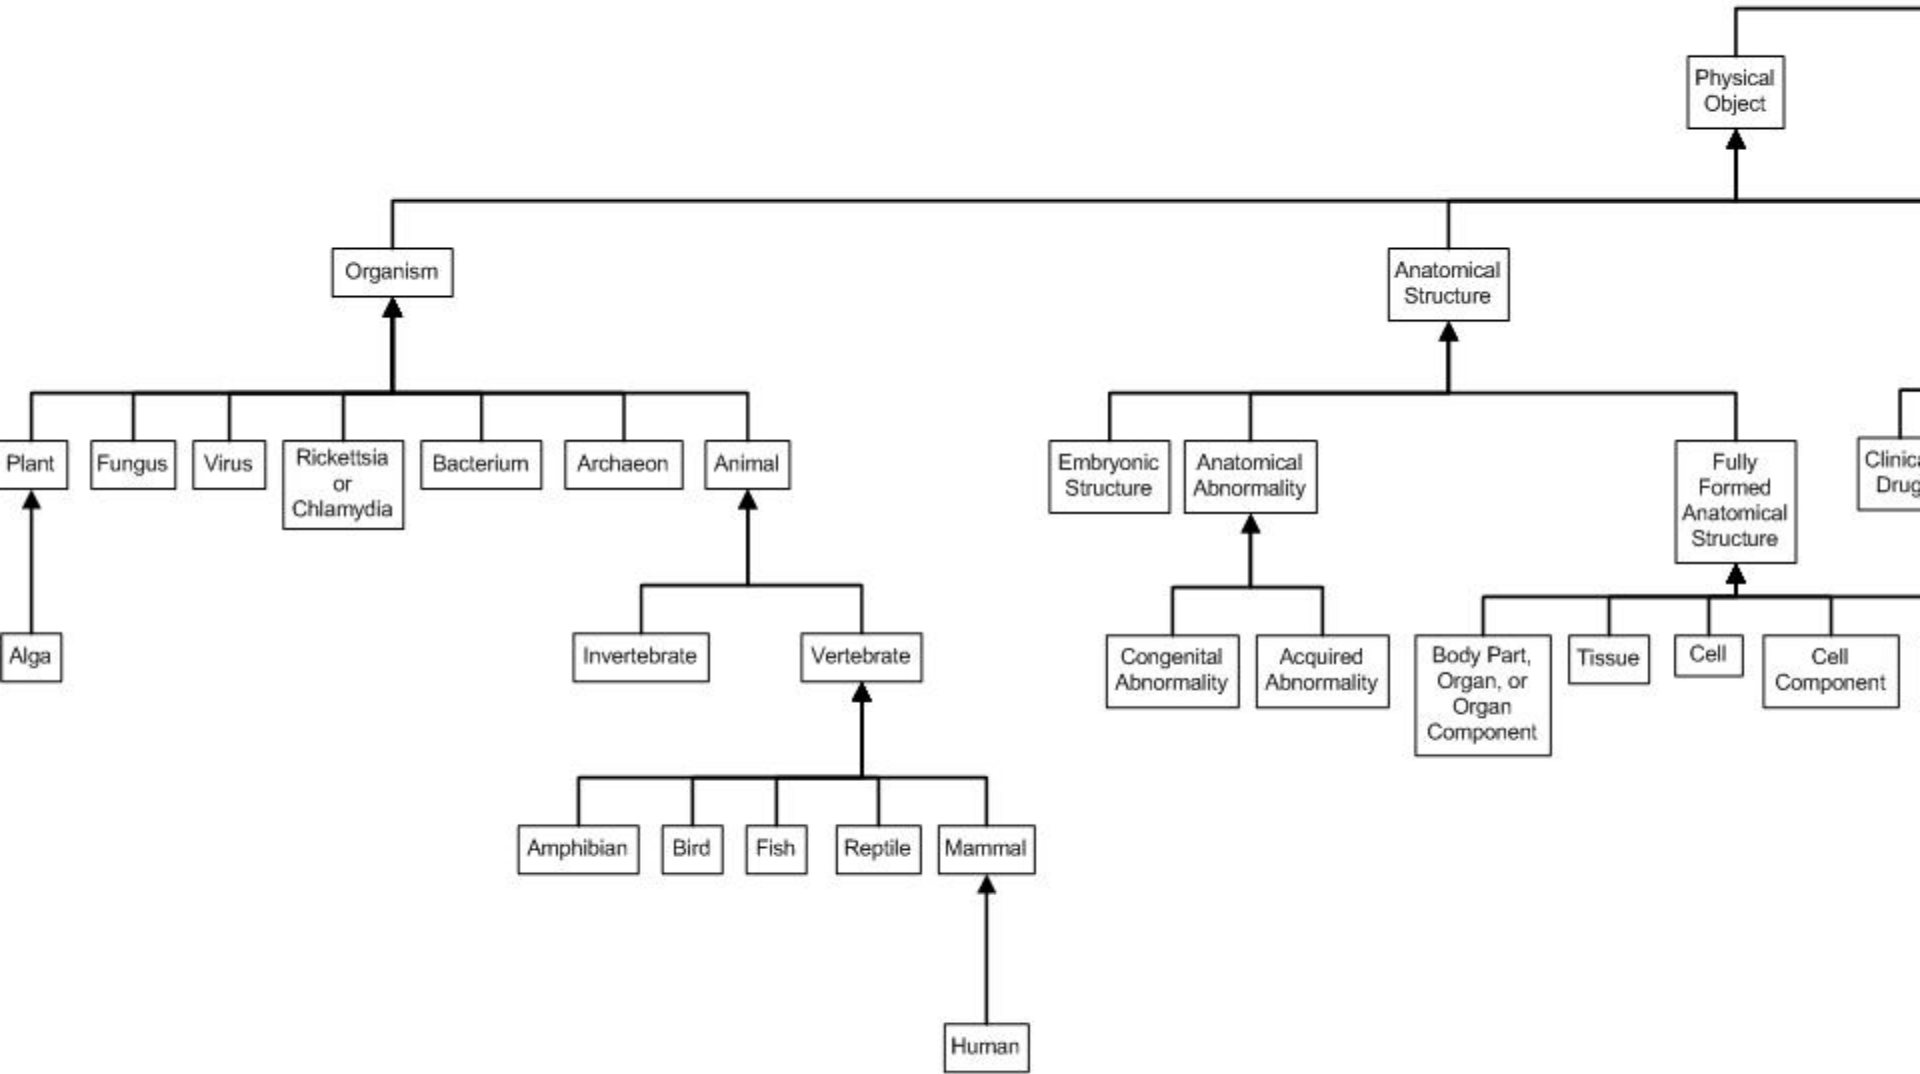 Physical
Object
Organism
Anatomical
Structure
Plant
Fungus
Virus
Rickettsia
or
Chlamydia
Bacterium
Archaeon
Animal
Embryonic
Structure
Anatomical
Abnormality
Fully
Formed
Anatomical
Structure
Clinica
Drug
Alga
Invertebrate
Vertebrate
Congenital
Abnormality
Acquired
Abnormality
Body Part,
Organ, or
Organ
Component
Tissue
Cell
Cell
Component
Amphibian
Bird
Fish
Reptile
Mammal
Human